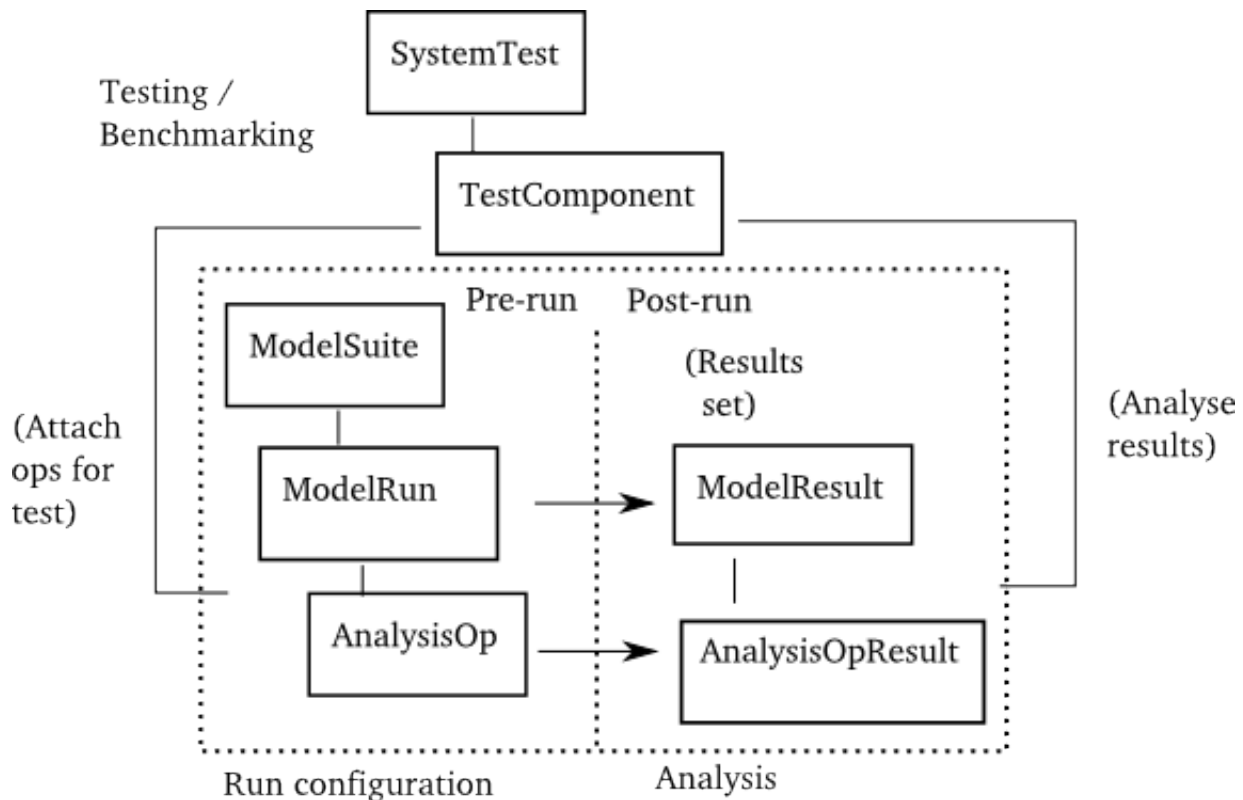 SystemTest
Testing /
Benchmarking
TestComponent
Pre-run
Post-run
ModelSuite
(Results
set)
(Attach
ops for
test)
(Analyse
results)
ModelRun
ModelResult
AnalysisOp
AnalysisOpResult
Run configuration
Analysis